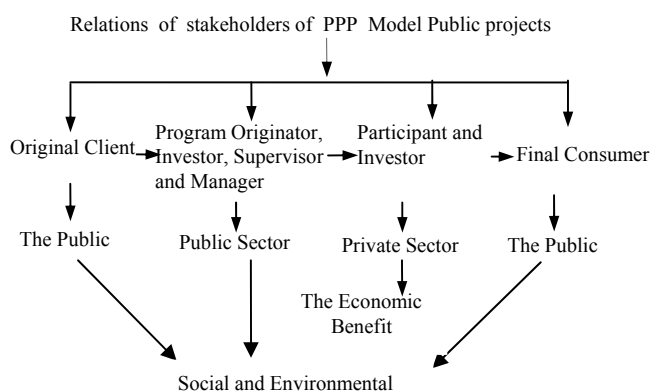 Relations of stakeholders of PPP Model Public projects
Original Client
Program Originator,
Investor, Supervisor
and Manager
Participant and
Investor
Final Consumer
The Public
Public Sector
Private Sector
The Public
The Economic
Benefit
Social and Environmental